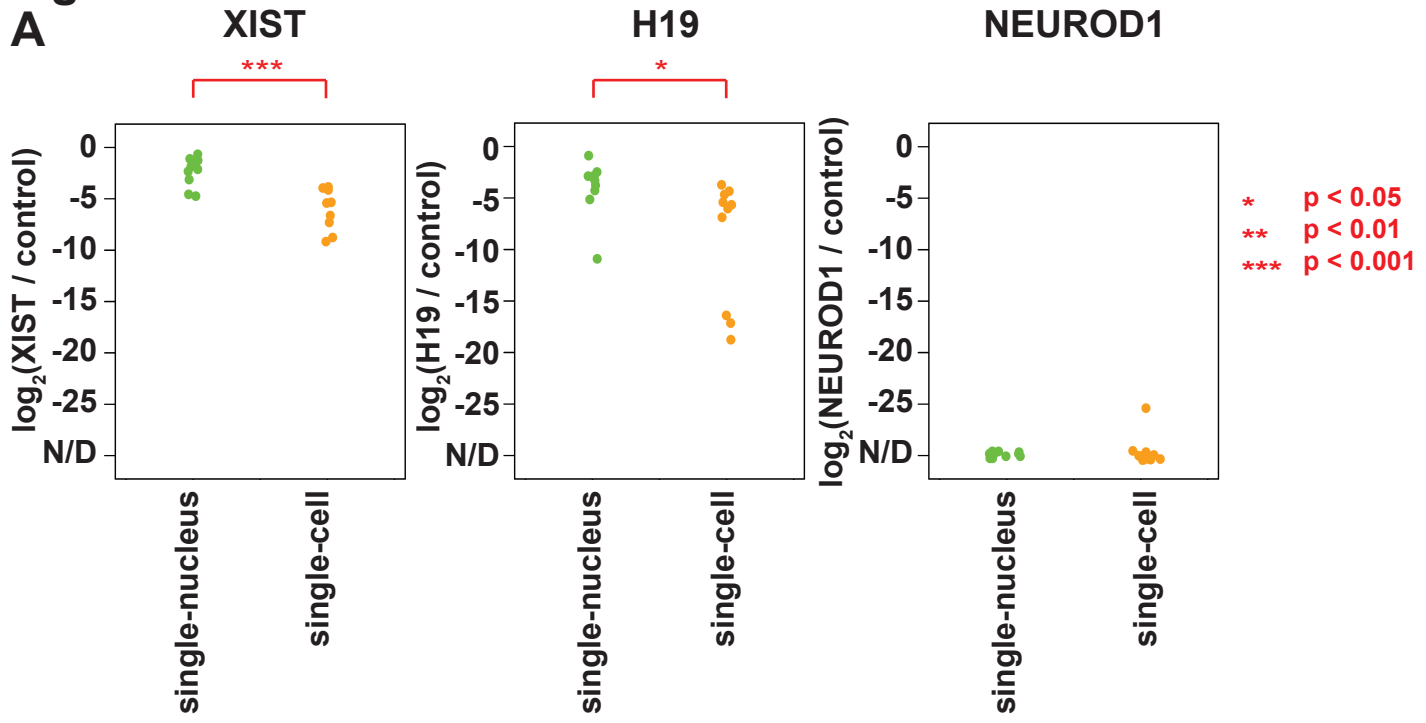 A
XIST
H19
NEUROD1
***
*
log2(XIST / control)
0
-5
-10
-15
-20
-25
N/D
single-nucleus
single-cell
log2(H19 / control)
0
-5
-10
-15
-20
-25
N/D
single-nucleus
single-cell
log2(NEUROD1 / control)
0
-5
-10
-15
-20
-25
N/D
single-nucleus
single-cell
* p < 0.05
** p < 0.01
*** p < 0.001